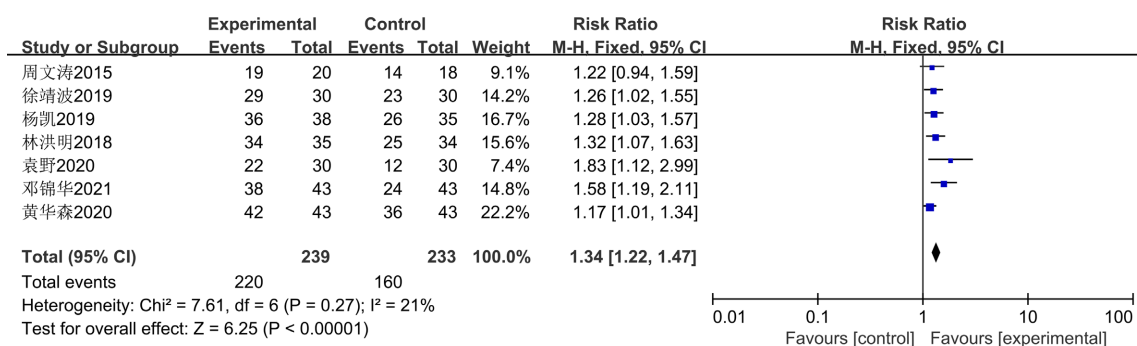 Experimental Control Risk Ratio Risk Ratio
Study or Subgroup Events Total Events Total Weight M-H, Fixed, 95% CI M-H, Fixed, 95% CI
周文涛2015 19 20 14 18 9.1% 1.22 [0.94, 1.59]
徐靖波2019 29 30 23 30 14.2% 1.26 [1.02, 1.55]
杨凯2019 36 38 26 35 16.7% 1.28 [1.03, 1.57]
林洪明2018 34 35 25 34 15.6% 1.32 [1.07, 1.63]
袁野2020 22 30 12 30 7.4% 1.83 [1.12, 2.99]
邓锦华2021 38 43 24 43 14.8% 1.58 [1.19, 2.11]
黄华森2020 42 43 36 43 22.2% 1.17 [1.01, 1.34]
Total (95% CI) 239 233 100.0% 1.34 [1.22, 1.47]
Total events 220 160
Heterogeneity: Chi² = 7.61, df = 6 (P = 0.27); I² = 21%
Test for overall effect: Z = 6.25 (P < 0.00001)
0.01 0.1 1 10 100
Favours [control] Favours [experimental]